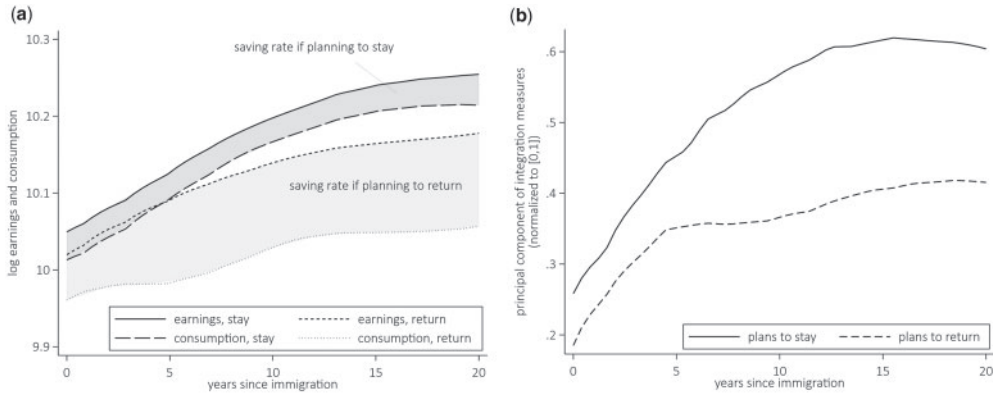 (a)
10.3
10.2
10.1
10
9.9
log earnings and consumption
saving rate if planning to stay
saving rate if planning to return
earnings, stay
earnings, return
consumption, stay
consumption, return
0
5
10
15
20
years since immigration
(b)
.6
.5
.4
.3
.2
principal component of integration measures
(normalized to [0,1])
plans to stay
plans to return
0
5
10
15
20
years since immigration